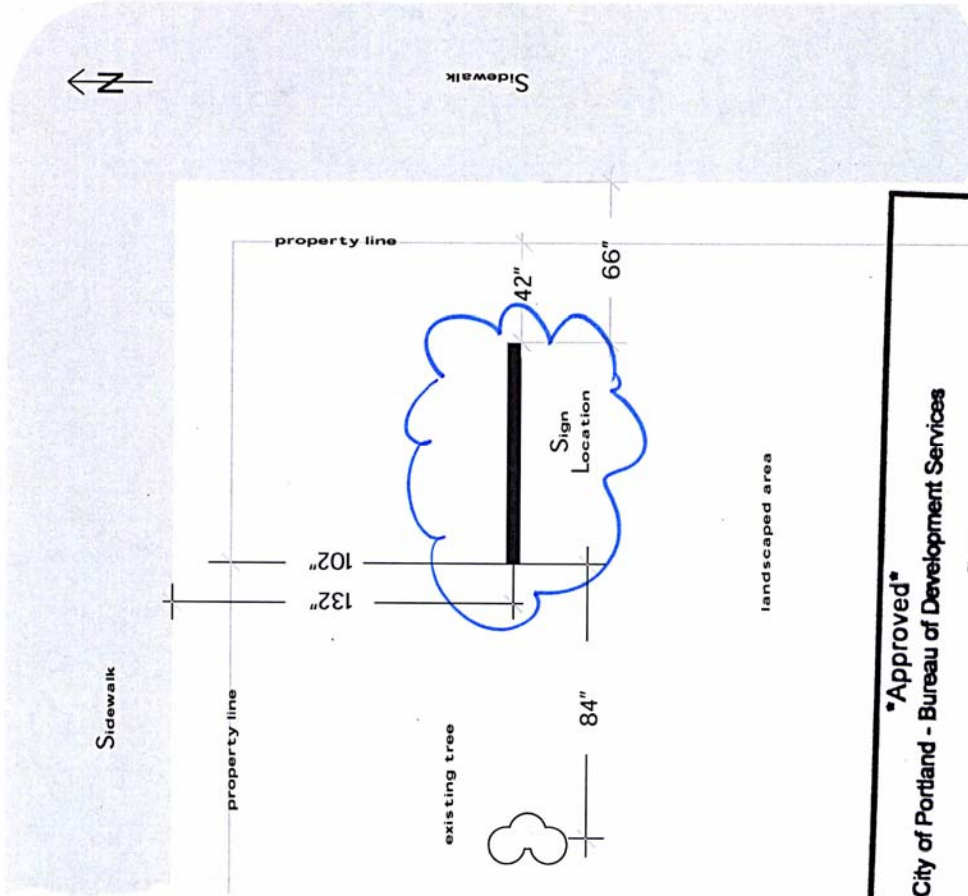 N
Sidewalk
property line
42"
66"
Sign
Location
102"
132"
Sidewalk
property line
existing tree
84"
landscaped area
*Approved*
City of Portland - Bureau of Development Services